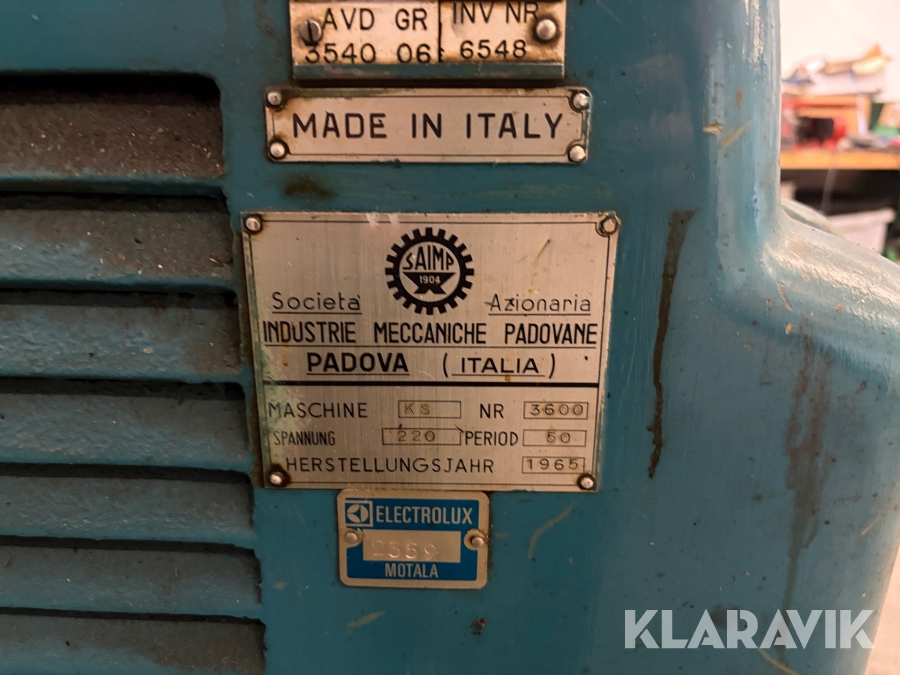 AVD GR INV NR
3540 06 6548
MADE IN ITALY
SAIMP
1904
Societa Azionaria
INDUSTRIE MECCANICHE PADOVANE
PADOVA (ITALIA)
MASCHINE KS NR 3600
SPANNUNG 220 PERIOD 50
HERSTELLUNGSJAHR 1965
ELECTROLUX
MOTALA
KLARAVIK